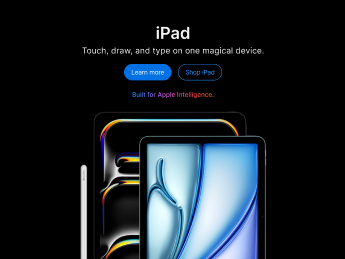 iPad
Touch, draw, and type on one magical device.
Learn more
Shop iPad
Built for Apple Intelligence.